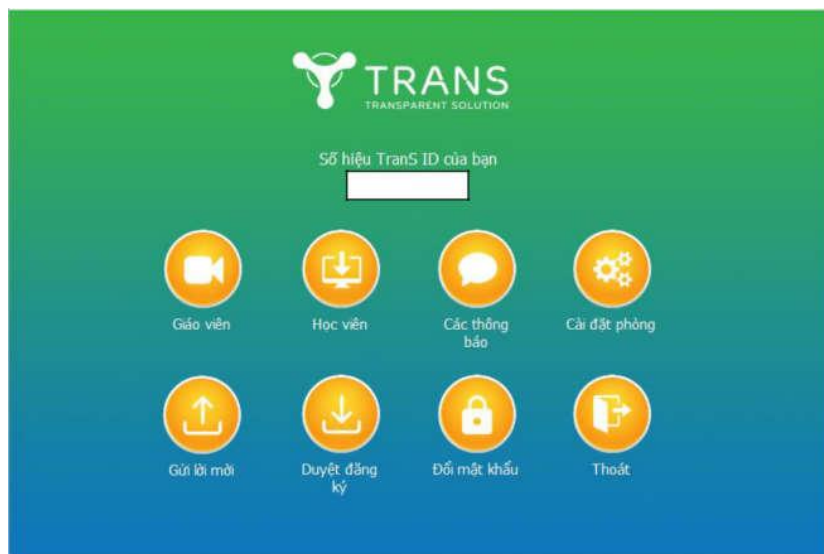 TRANS
TRANSPARENT SOLUTION
Số hiệu TranS ID của bạn
Giáo viên
Học viên
Các thông
báo
Cài đặt phòng
Gửi lời mời
Duyệt đăng
ký
Đổi mật khẩu
Thoát